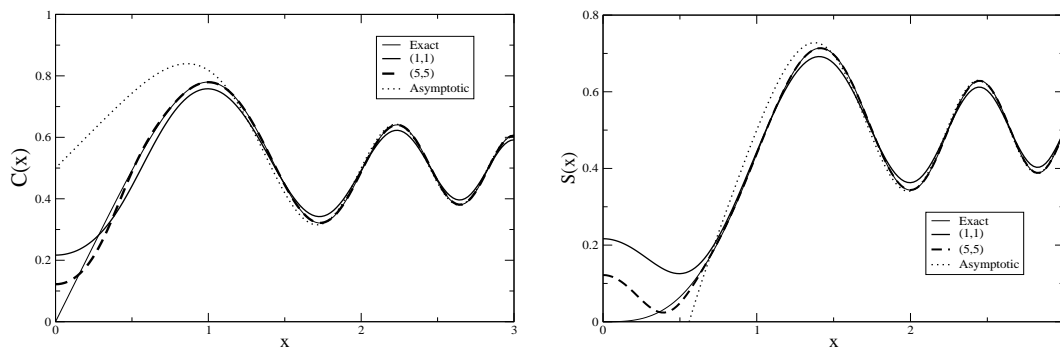 C(x)
1
0.8
0.6
0.4
0.2
0
0
1
2
3
x
Exact
(1,1)
(5,5)
Asymptotic
S(x)
0.8
0.6
0.4
0.2
0
0
1
2
x
Exact
(1,1)
(5,5)
Asymptotic